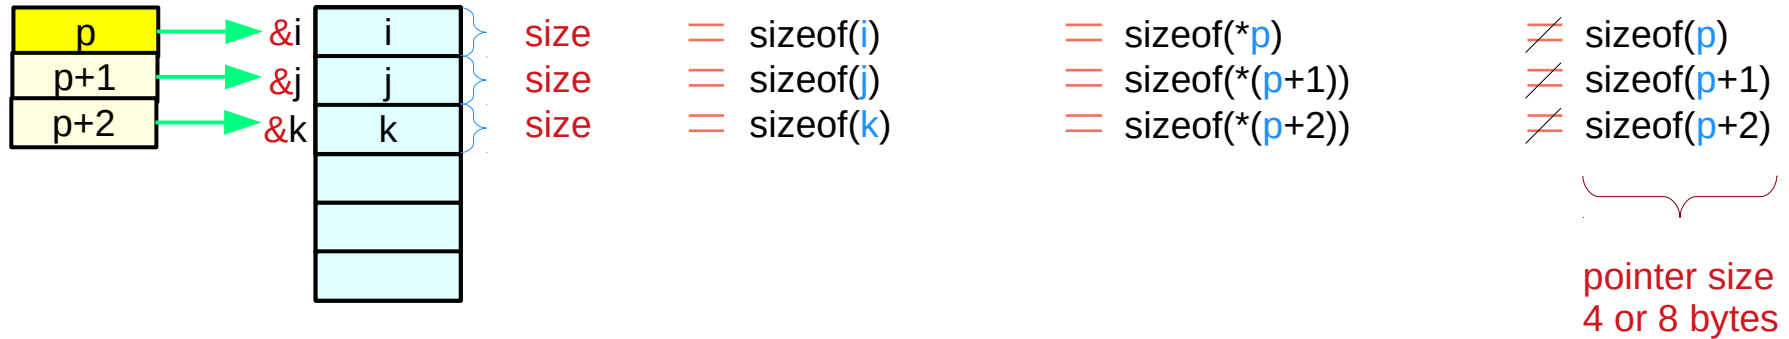 p &i i size = sizeof(i) = sizeof(*p) ≠ sizeof(p)
p+1 &j j size = sizeof(j) = sizeof(*(p+1)) ≠ sizeof(p+1)
p+2 &k k size = sizeof(k) = sizeof(*(p+2)) ≠ sizeof(p+2)
pointer size
4 or 8 bytes